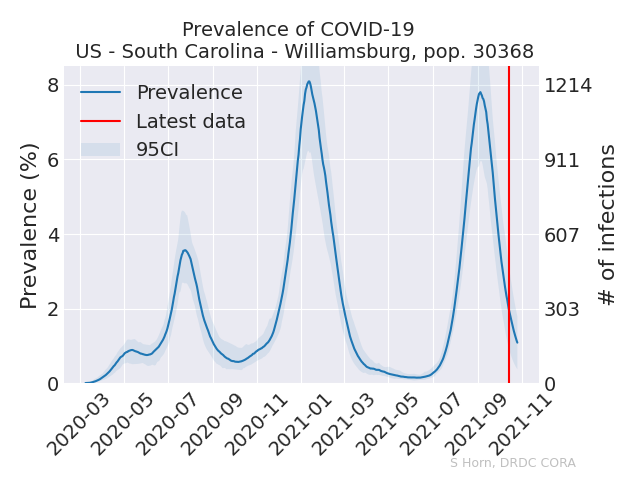 Prevalence of COVID-19
US - South Carolina - Williamsburg, pop. 30368
Prevalence
Latest data
95CI
Prevalence (%)
8
6
4
2
0
1214
911
607
303
0
# of infections
2020-03
2020-05
2020-07
2020-09
2020-11
2021-01
2021-03
2021-05
2021-07
2021-09
2021-11
S Horn, DRDC CORA